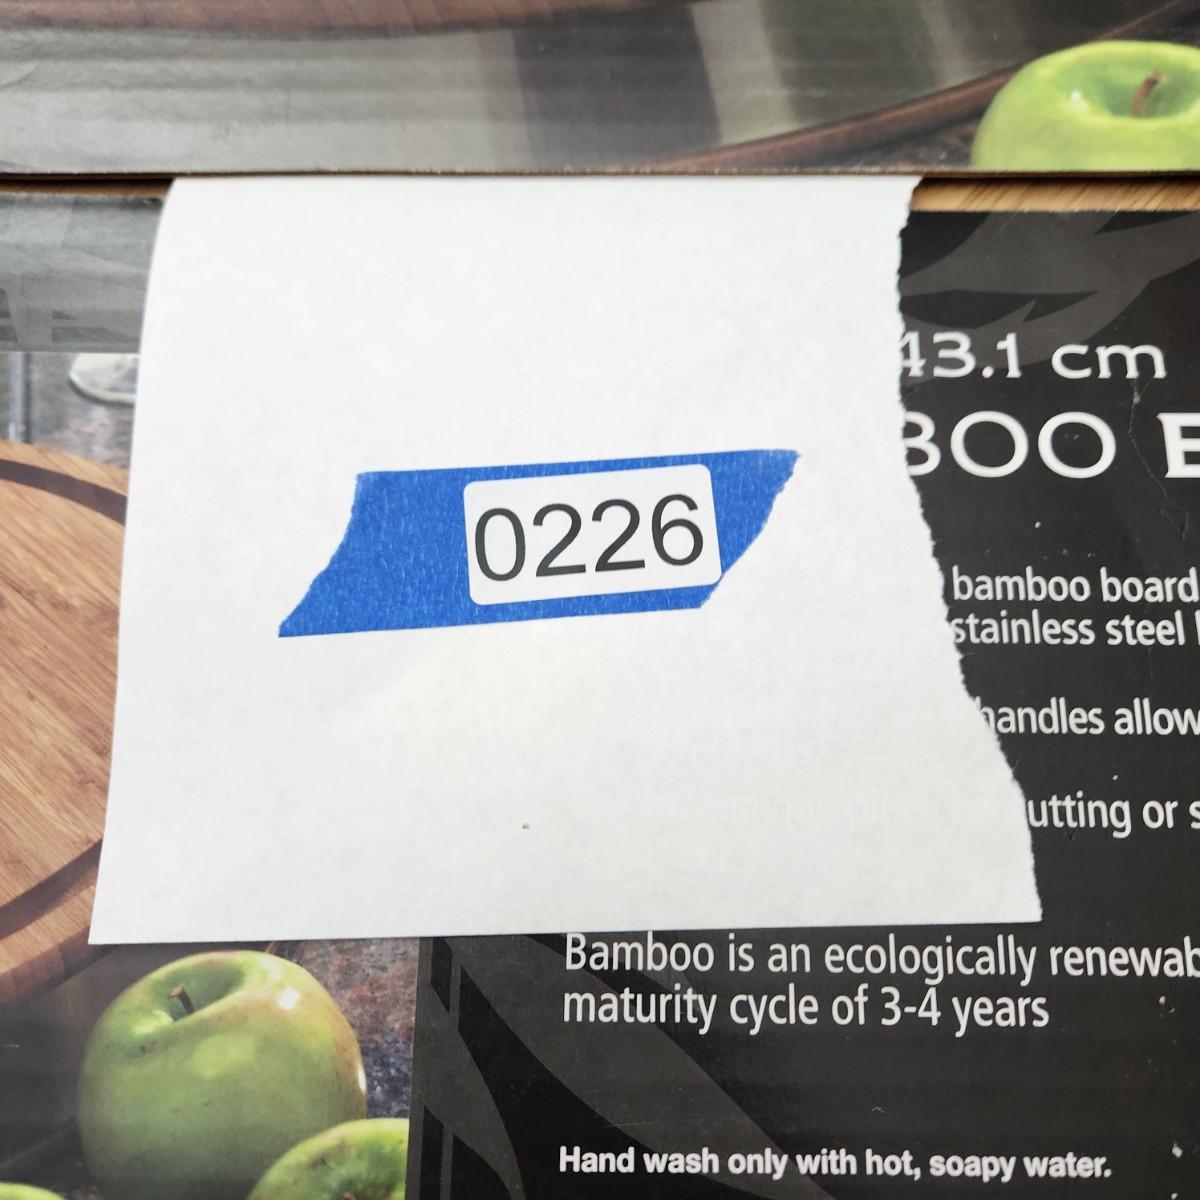 0226
43.1 cm
BOO
bamboo board
stainless steel
handles allow
utting or s
Bamboo is an ecologically renewab
maturity cycle of 3-4 years
Hand wash only with hot, soapy water.